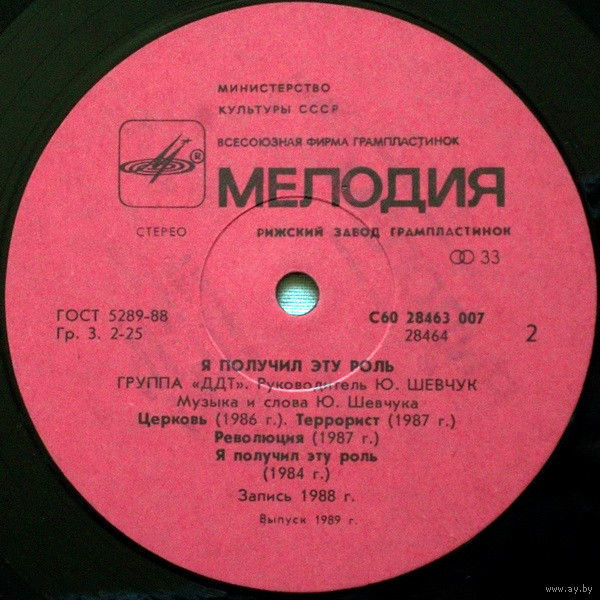 МИНИСТЕРСТВО
КУЛЬТУРЫ СССР
ВСЕСОЮЗНАЯ ФИРМА ГРАМПЛАСТИНОК
®
МЕЛОДИЯ
СТЕРЕО
РИЖСКИЙ ЗАВОД ГРАМПЛАСТИНОК
33
ГОСТ 5289-88
Гр. 3. 2-25
С60 28463 007
28464
2
Я ПОЛУЧИЛ ЭТУ РОЛЬ
ГРУППА «ДДТ». Руководитель Ю. ШЕВЧУК
Музыка и слова Ю. Шевчука
Церковь (1986 г.). Террорист (1987 г.)
Революция (1987 г.)
Я получил эту роль
(1984 г.)
Запись 1988 г.
Выпуск 1989 г.
www.ay.by